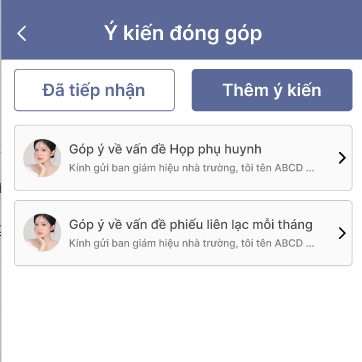 Ý kiến đóng góp
Đã tiếp nhận
Thêm ý kiến
Góp ý về vấn đề Họp phụ huynh
Kính gửi ban giám hiệu nhà trường, tôi tên ABCD ...
Góp ý về vấn đề phiếu liên lạc mỗi tháng
Kính gửi ban giám hiệu nhà trường, tôi tên ABCD ...